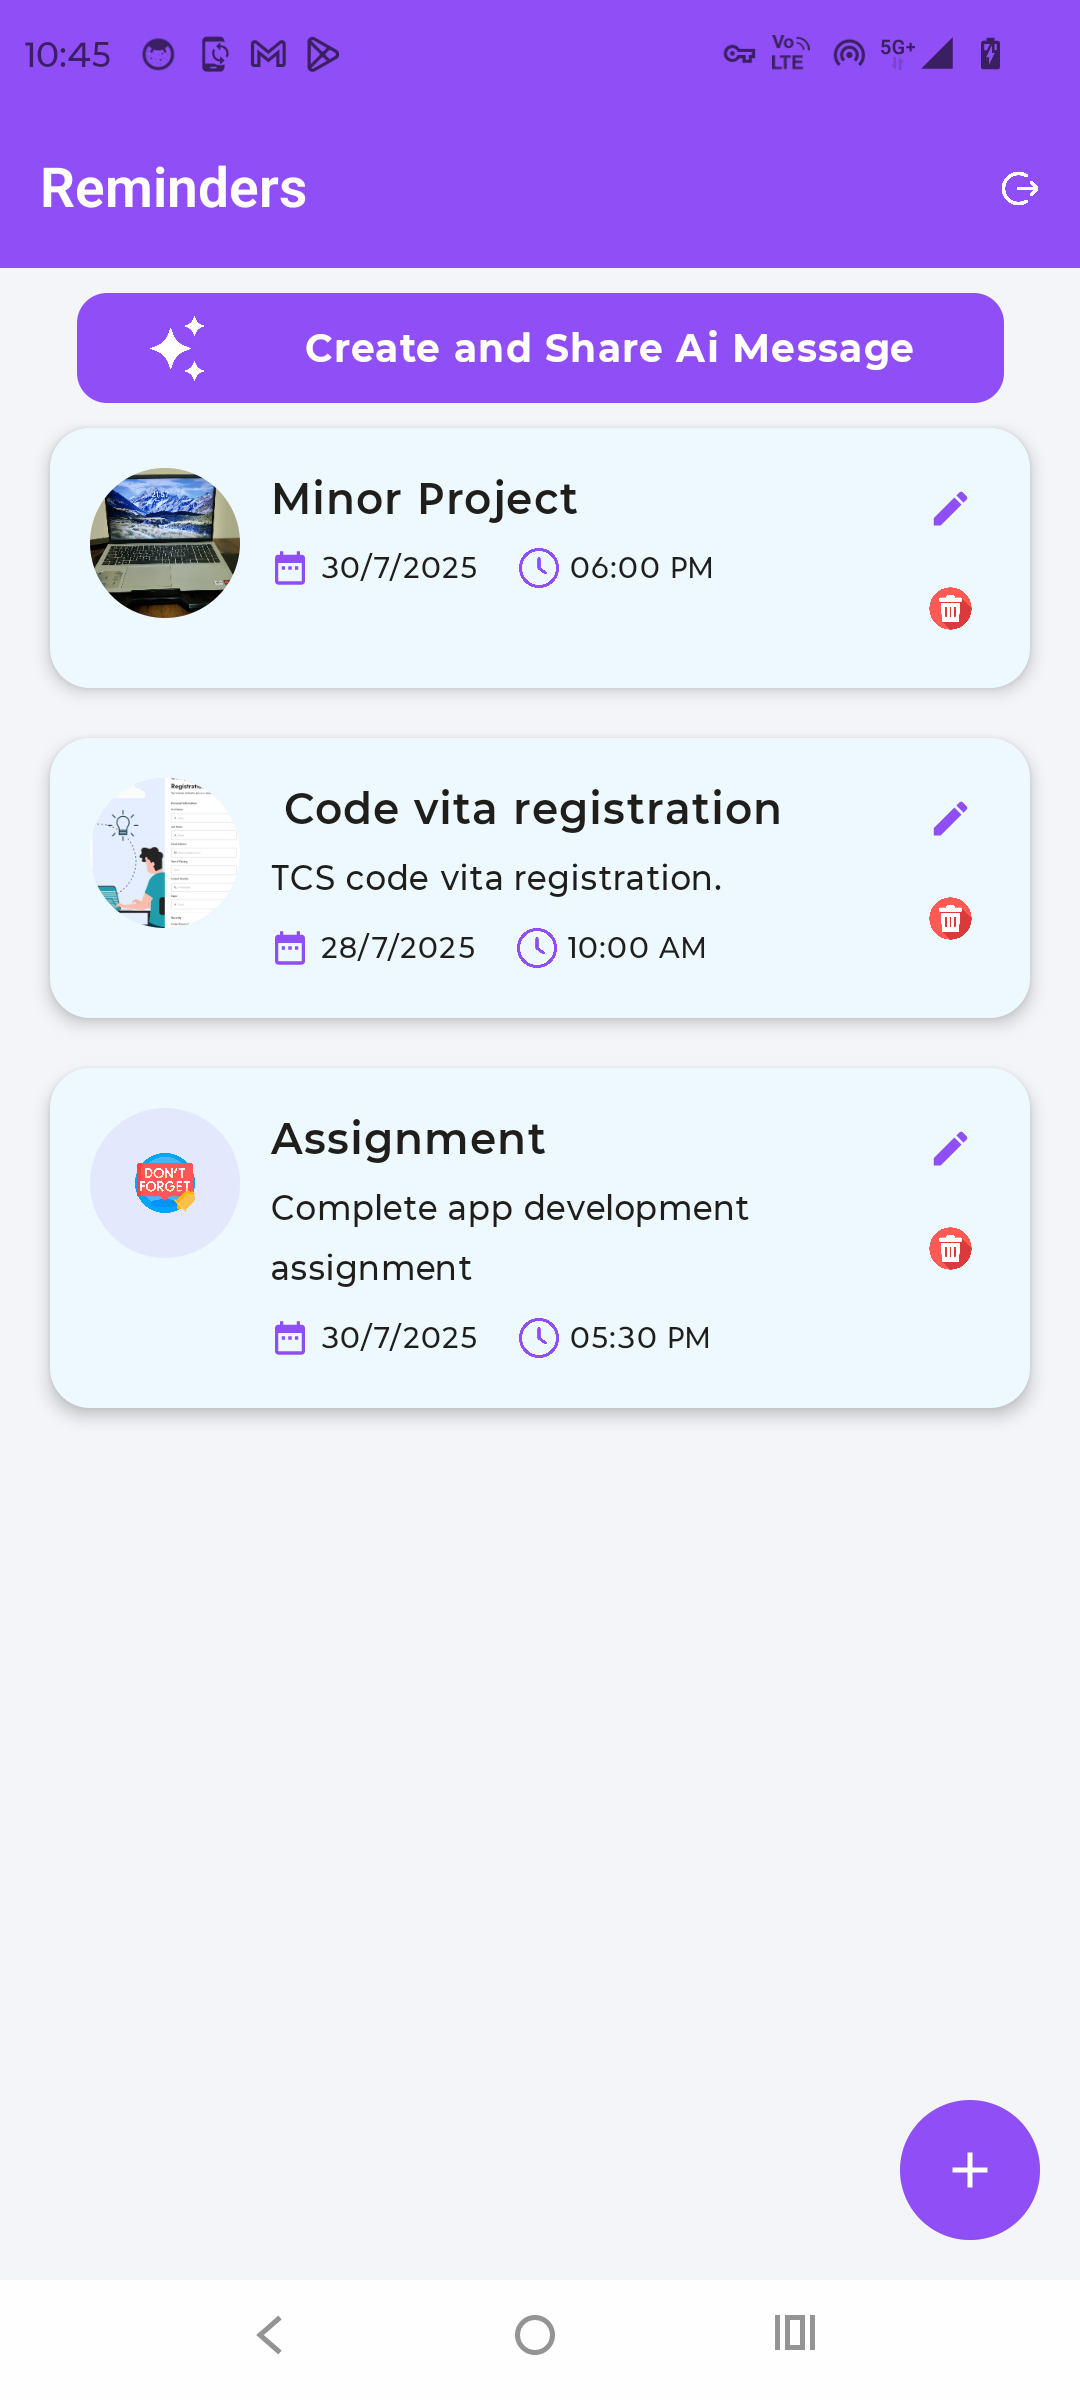 10:45
Vo LTE 5G+
Reminders
Create and Share Ai Message
Minor Project
30/7/2025 06:00 PM
Registrati
Code vita registration
TCS code vita registration.
28/7/2025 10:00 AM
DON'T
FORGET
Assignment
Complete app development
assignment
30/7/2025 05:30 PM